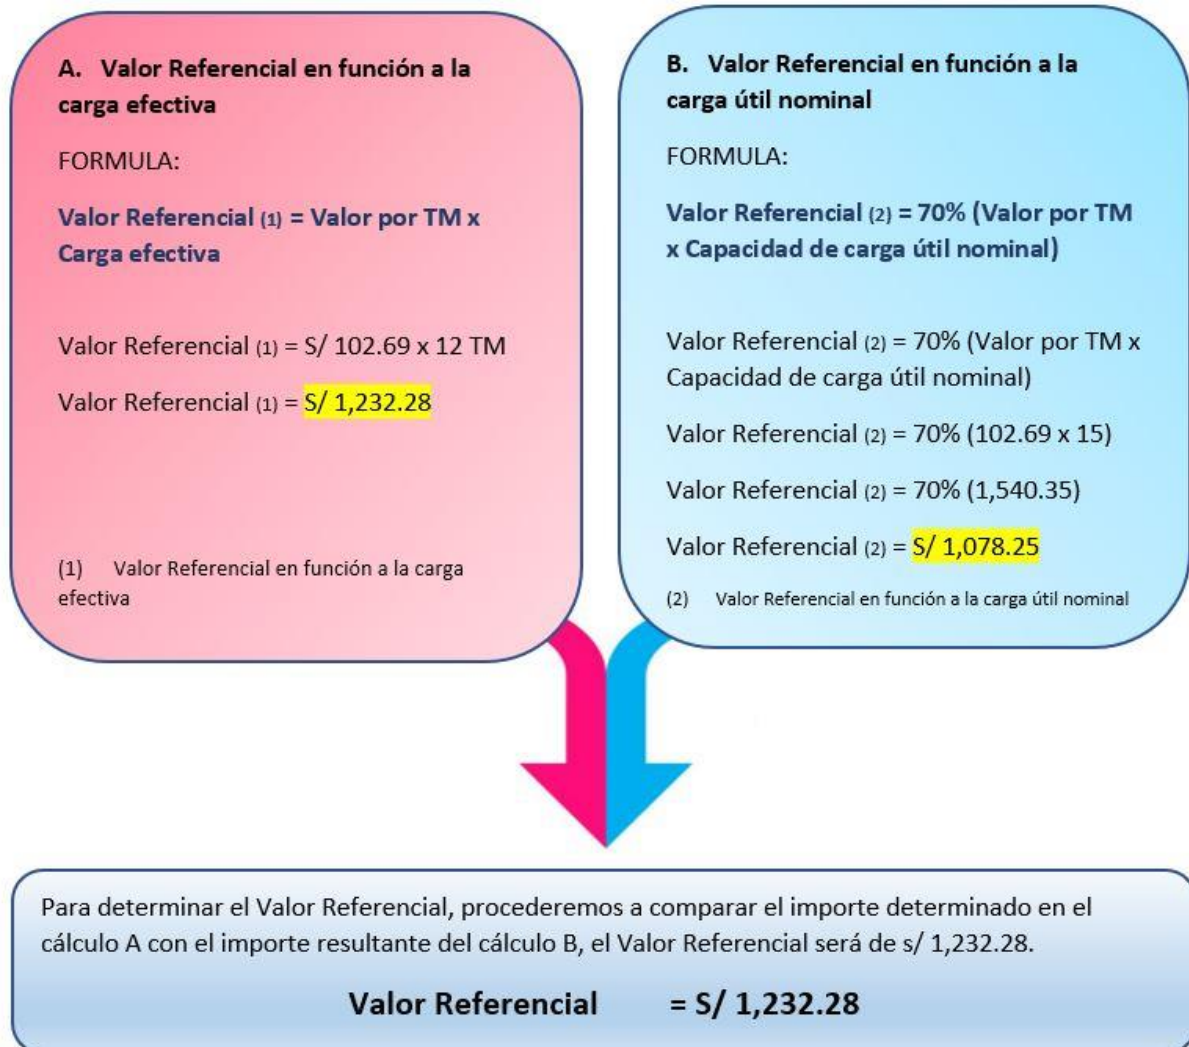 A. Valor Referencial en función a la
carga efectiva
FORMULA:
Valor Referencial (1) = Valor por TM x
Carga efectiva
Valor Referencial (1) = S/ 102.69 x 12 TM
Valor Referencial (1) = S/ 1,232.28
(1) Valor Referencial en función a la carga
efectiva
B. Valor Referencial en función a la
carga útil nominal
FORMULA:
Valor Referencial (2) = 70% (Valor por TM
x Capacidad de carga útil nominal)
Valor Referencial (2) = 70% (Valor por TM x
Capacidad de carga útil nominal)
Valor Referencial (2) = 70% (102.69 x 15)
Valor Referencial (2) = 70% (1,540.35)
Valor Referencial (2) = S/ 1,078.25
(2) Valor Referencial en función a la carga útil nominal
Para determinar el Valor Referencial, procederemos a comparar el importe determinado en el
cálculo A con el importe resultante del cálculo B, el Valor Referencial será de s/ 1,232.28.
Valor Referencial = S/ 1,232.28